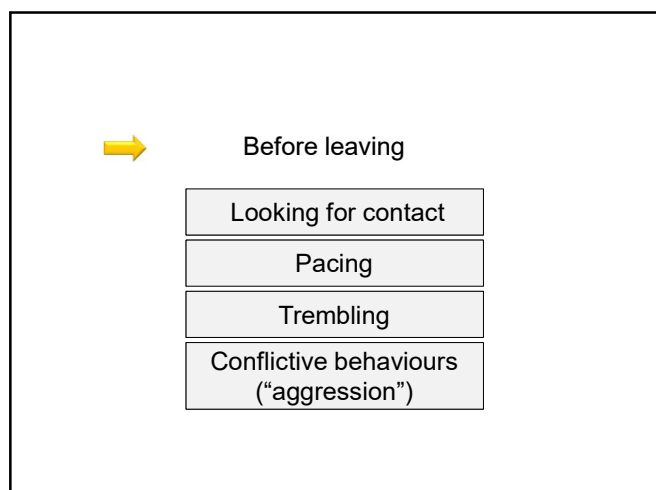 Before leaving
Looking for contact
Pacing
Trembling
Conflictive behaviours
(“aggression”)